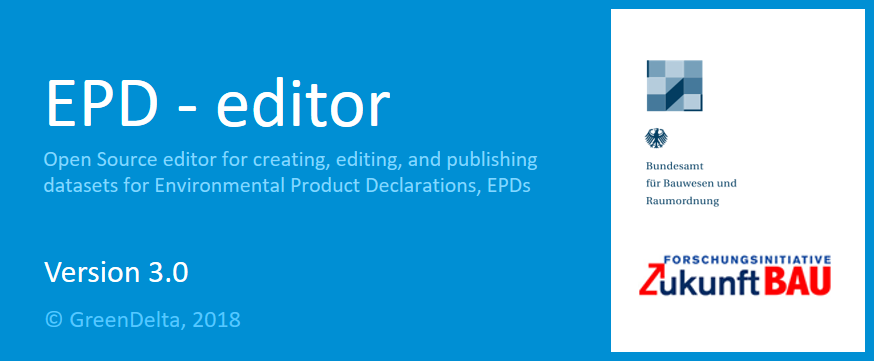 EPD - editor
Open Source editor for creating, editing, and publishing
datasets for Environmental Product Declarations, EPDs
Version 3.0
© GreenDelta, 2018
Bundesamt
für Bauwesen und
Raumordnung
FORSCHUNGSINITIATIVE
ZukunftBAU